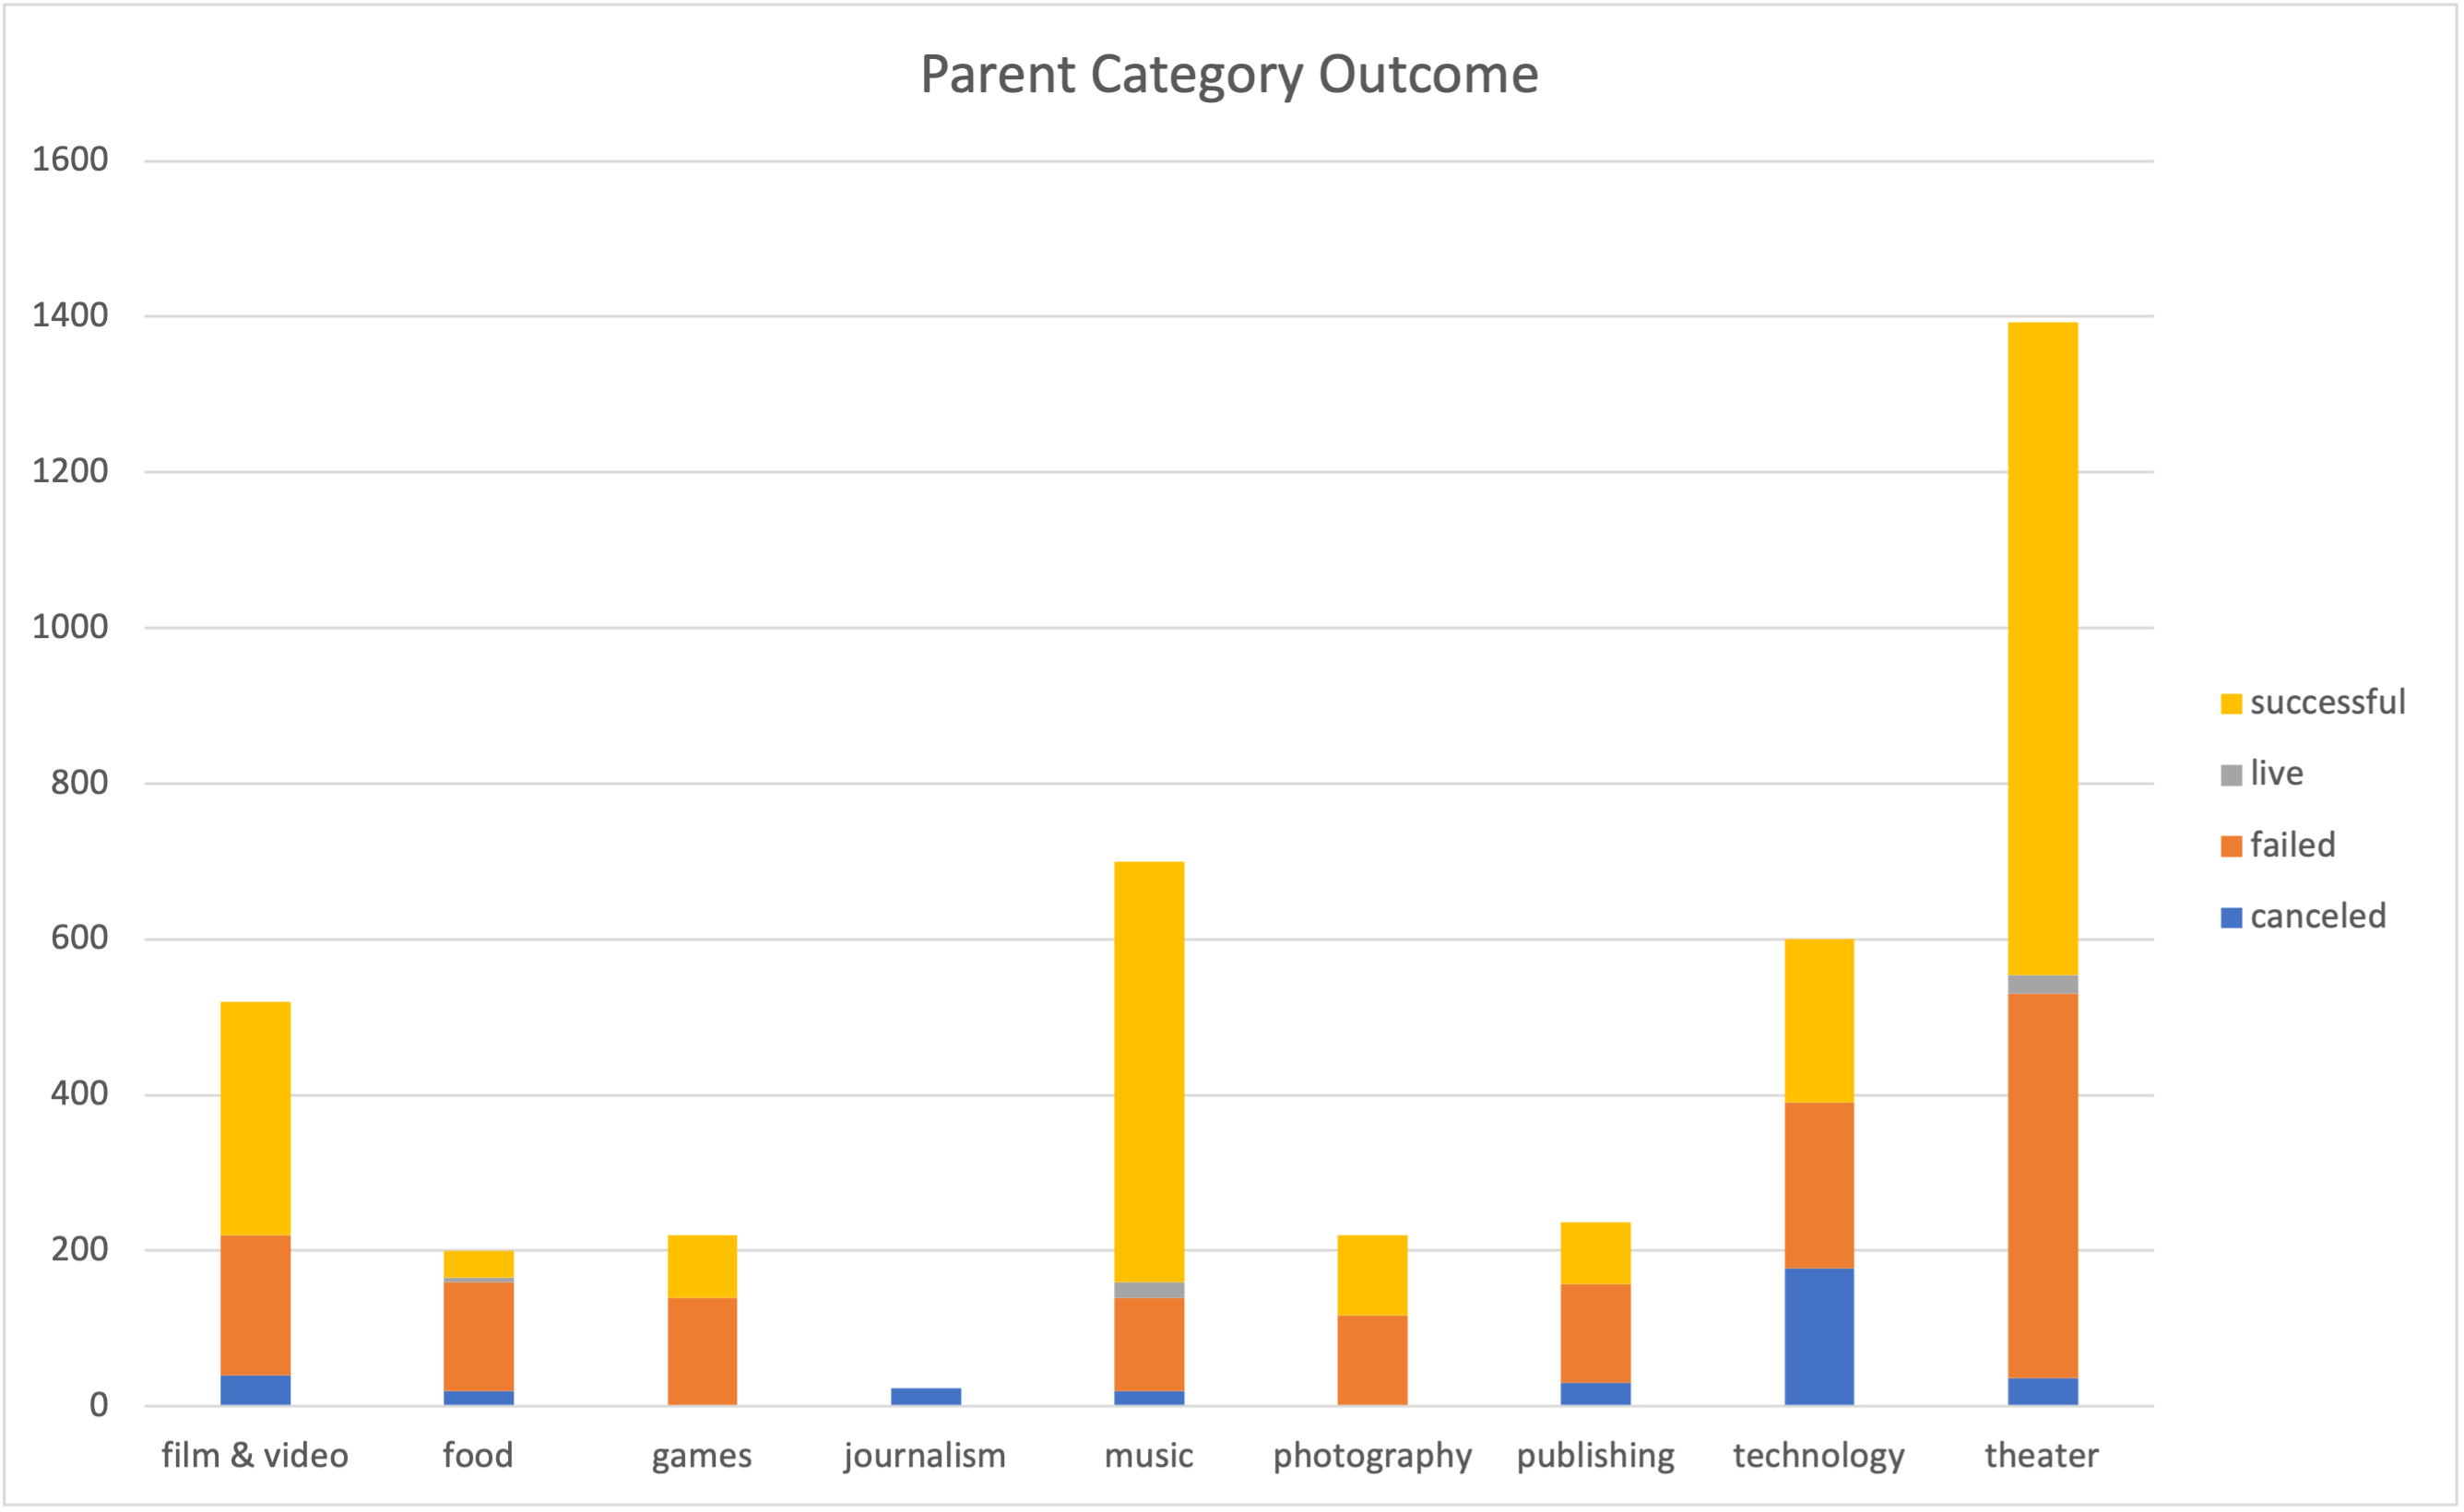 Parent Category Outcome
1600
1400
1200
1000
800
600
400
200
0
film & video food games journalism music photography publishing technology theater
successful
live
failed
canceled